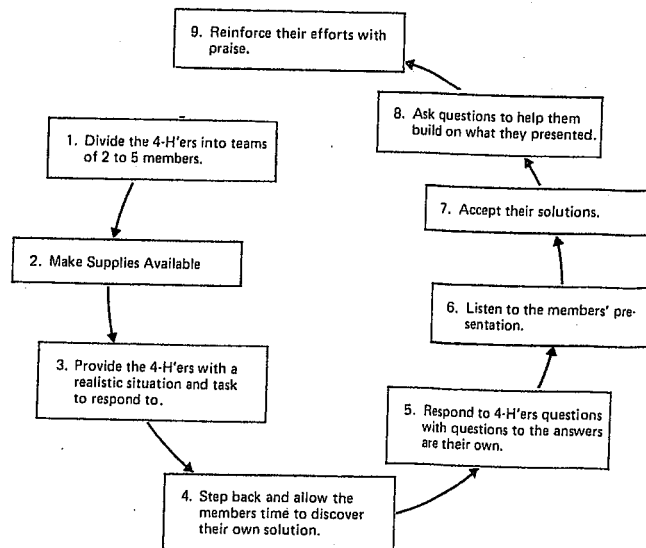 1. Divide the 4-H'ers into teams
of 2 to 5 members.
2. Make Supplies Available
3. Provide the 4-H'ers with a
realistic situation and task
to respond to.
4. Step back and allow the
members time to discover
their own solution.
5. Respond to 4-H'ers questions
with questions to the answers
are their own.
6. Listen to the members' pre-
sentation.
7. Accept their solutions.
8. Ask questions to help them
build on what they presented.
9. Reinforce their efforts with
praise.